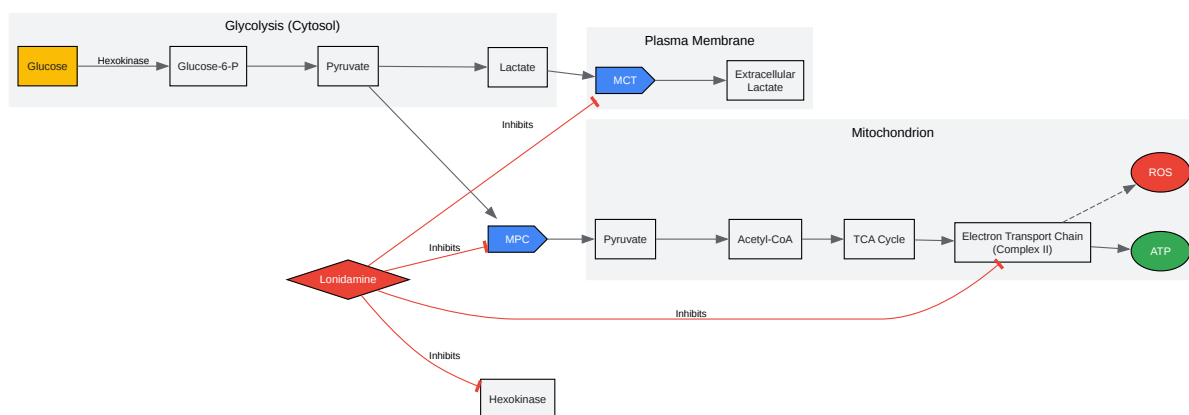 Glycolysis (Cytosol)
Glucose
Hexokinase
Glucose-6-P
Pyruvate
Lactate
Plasma Membrane
MCT
Extracellular
Lactate
Inhibits
Mitochondrion
ROS
MPC
Pyruvate
Acetyl-CoA
TCA Cycle
Electron Transport Chain
(Complex II)
ATP
Inhibits
Lonidamine
Inhibits
Inhibits
Hexokinase